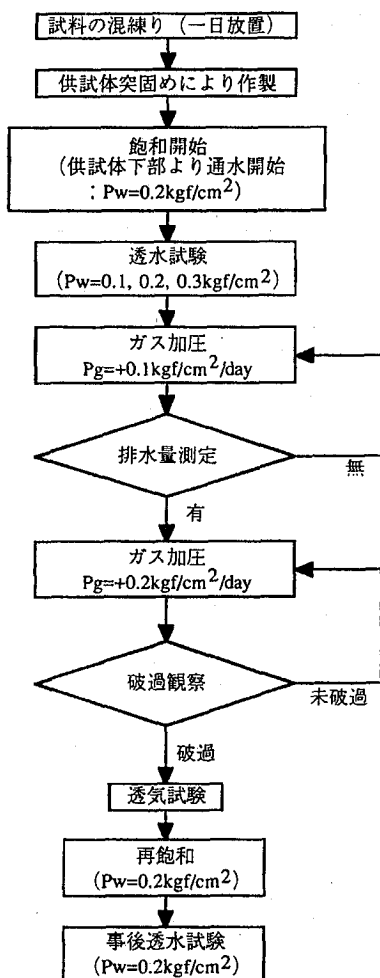 試料の混練り（一日放置）
供試体突固めにより作製
飽和開始
(供試体下部より通水開始
：Pw=0.2kgf/cm²)
透水試験
(Pw=0.1, 0.2, 0.3kgf/cm²)
ガス加圧
Pg=+0.1kgf/cm²/day
排水量測定
無
有
ガス加圧
Pg=+0.2kgf/cm²/day
破過観察
未破過
破過
透気試験
再飽和
(Pw=0.2kgf/cm²)
事後透水試験
(Pw=0.2kgf/cm²)